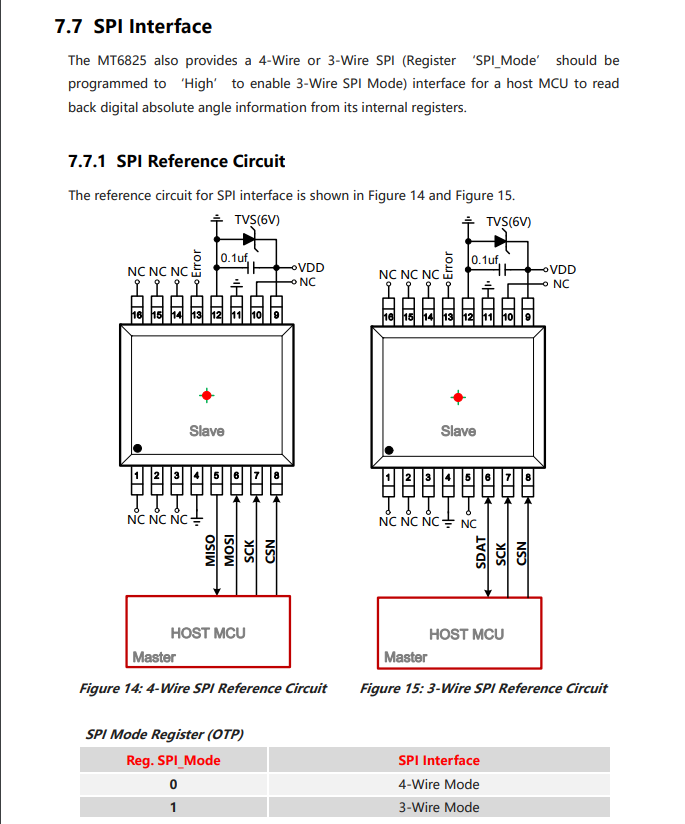 7.7 SPI Interface
The MT6825 also provides a 4-Wire or 3-Wire SPI (Register ‘SPI_Mode’ should be
programmed to ‘High’ to enable 3-Wire SPI Mode) interface for a host MCU to read
back digital absolute angle information from its internal registers.
7.7.1 SPI Reference Circuit
The reference circuit for SPI interface is shown in Figure 14 and Figure 15.
TVS(6V)
0.1uf
VDD
NC
NC NC NC Error
16 15 14 13 12 11 10 9
Slave
1 2 3 4 5 6 7 8
NC NC NC
MISO MOSI SCK CSN
HOST MCU
Master
Figure 14: 4-Wire SPI Reference Circuit
TVS(6V)
0.1uf
VDD
NC
NC NC NC Error
16 15 14 13 12 11 10 9
Slave
1 2 3 4 5 6 7 8
NC NC NC NC
SDAT SCK CSN
HOST MCU
Master
Figure 15: 3-Wire SPI Reference Circuit
SPI Mode Register (OTP)
Reg. SPI_Mode SPI Interface
0 4-Wire Mode
1 3-Wire Mode